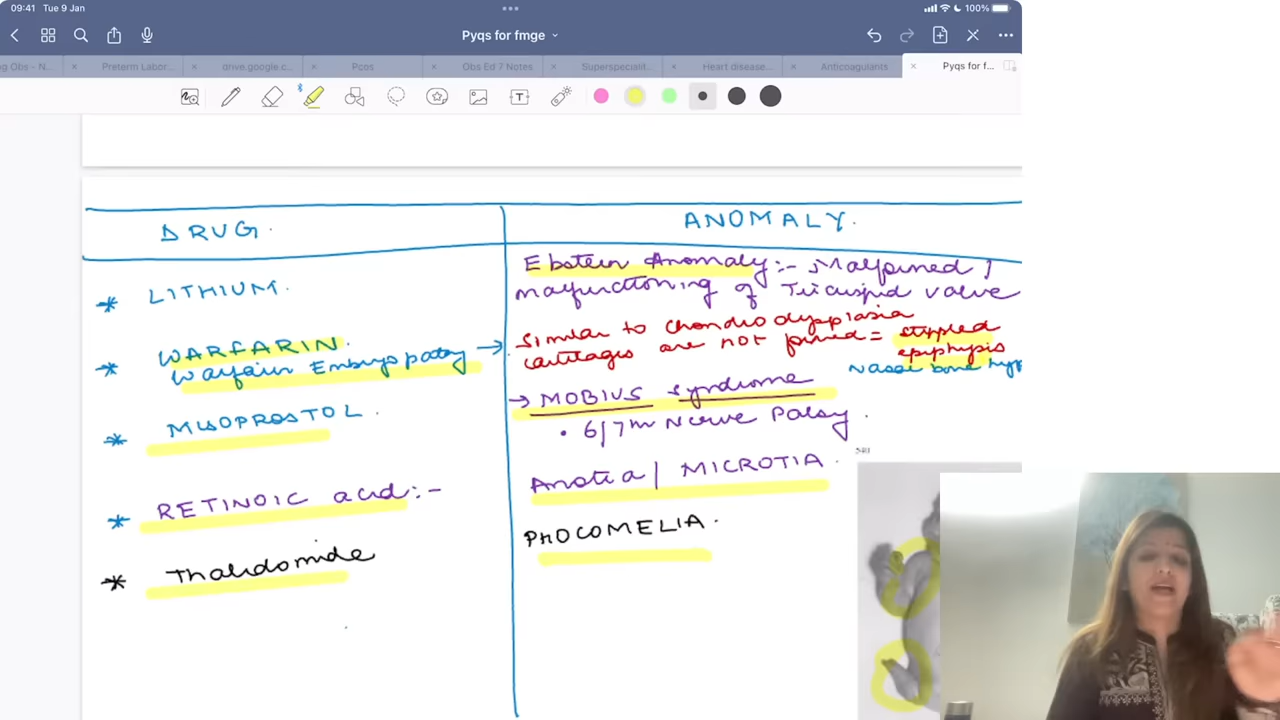 09:41 Tue 9 Jan
100%
Pyqs for fmge
g Obs - N...
Preterm Labor...
drive.google.c...
Pcos
Obs Ed 7 Notes
Superspecialit...
Heart disease...
Anticoagulants
Pyqs for f...
DRUG.
ANOMALY.
* LITHIUM.
Ebstein Anomaly:- Malformed /
malfunctioning of Tricuspid valve
* WARFARIN.
Warfarin Embryopathy →
Similar to chondrodysplasia
cartilages are not formed = stippled
epiphysis
Nasal bone hyp
* MISOPROSTOL.
→ MOBIUS syndrome
• 6/7th Nerve Palsy.
* RETINOIC acid:-
Anotia / MICROTIA.
540
* Thalidomide
PHOCOMELIA.